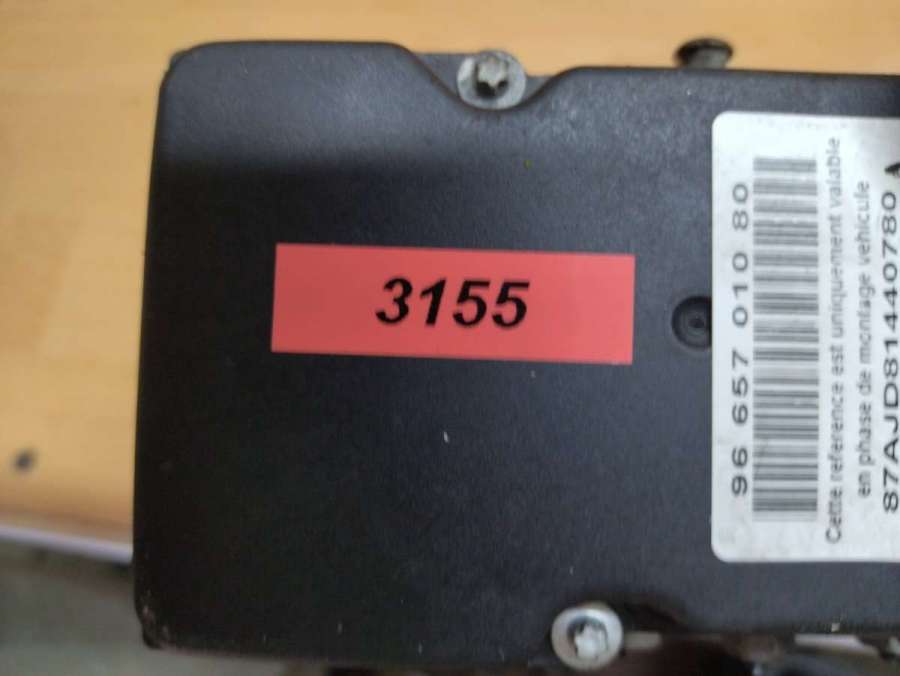 3155
96 657 010 80
Cette reference est uniquement valable
en phase de montage vehicule
87AJD81440780 A